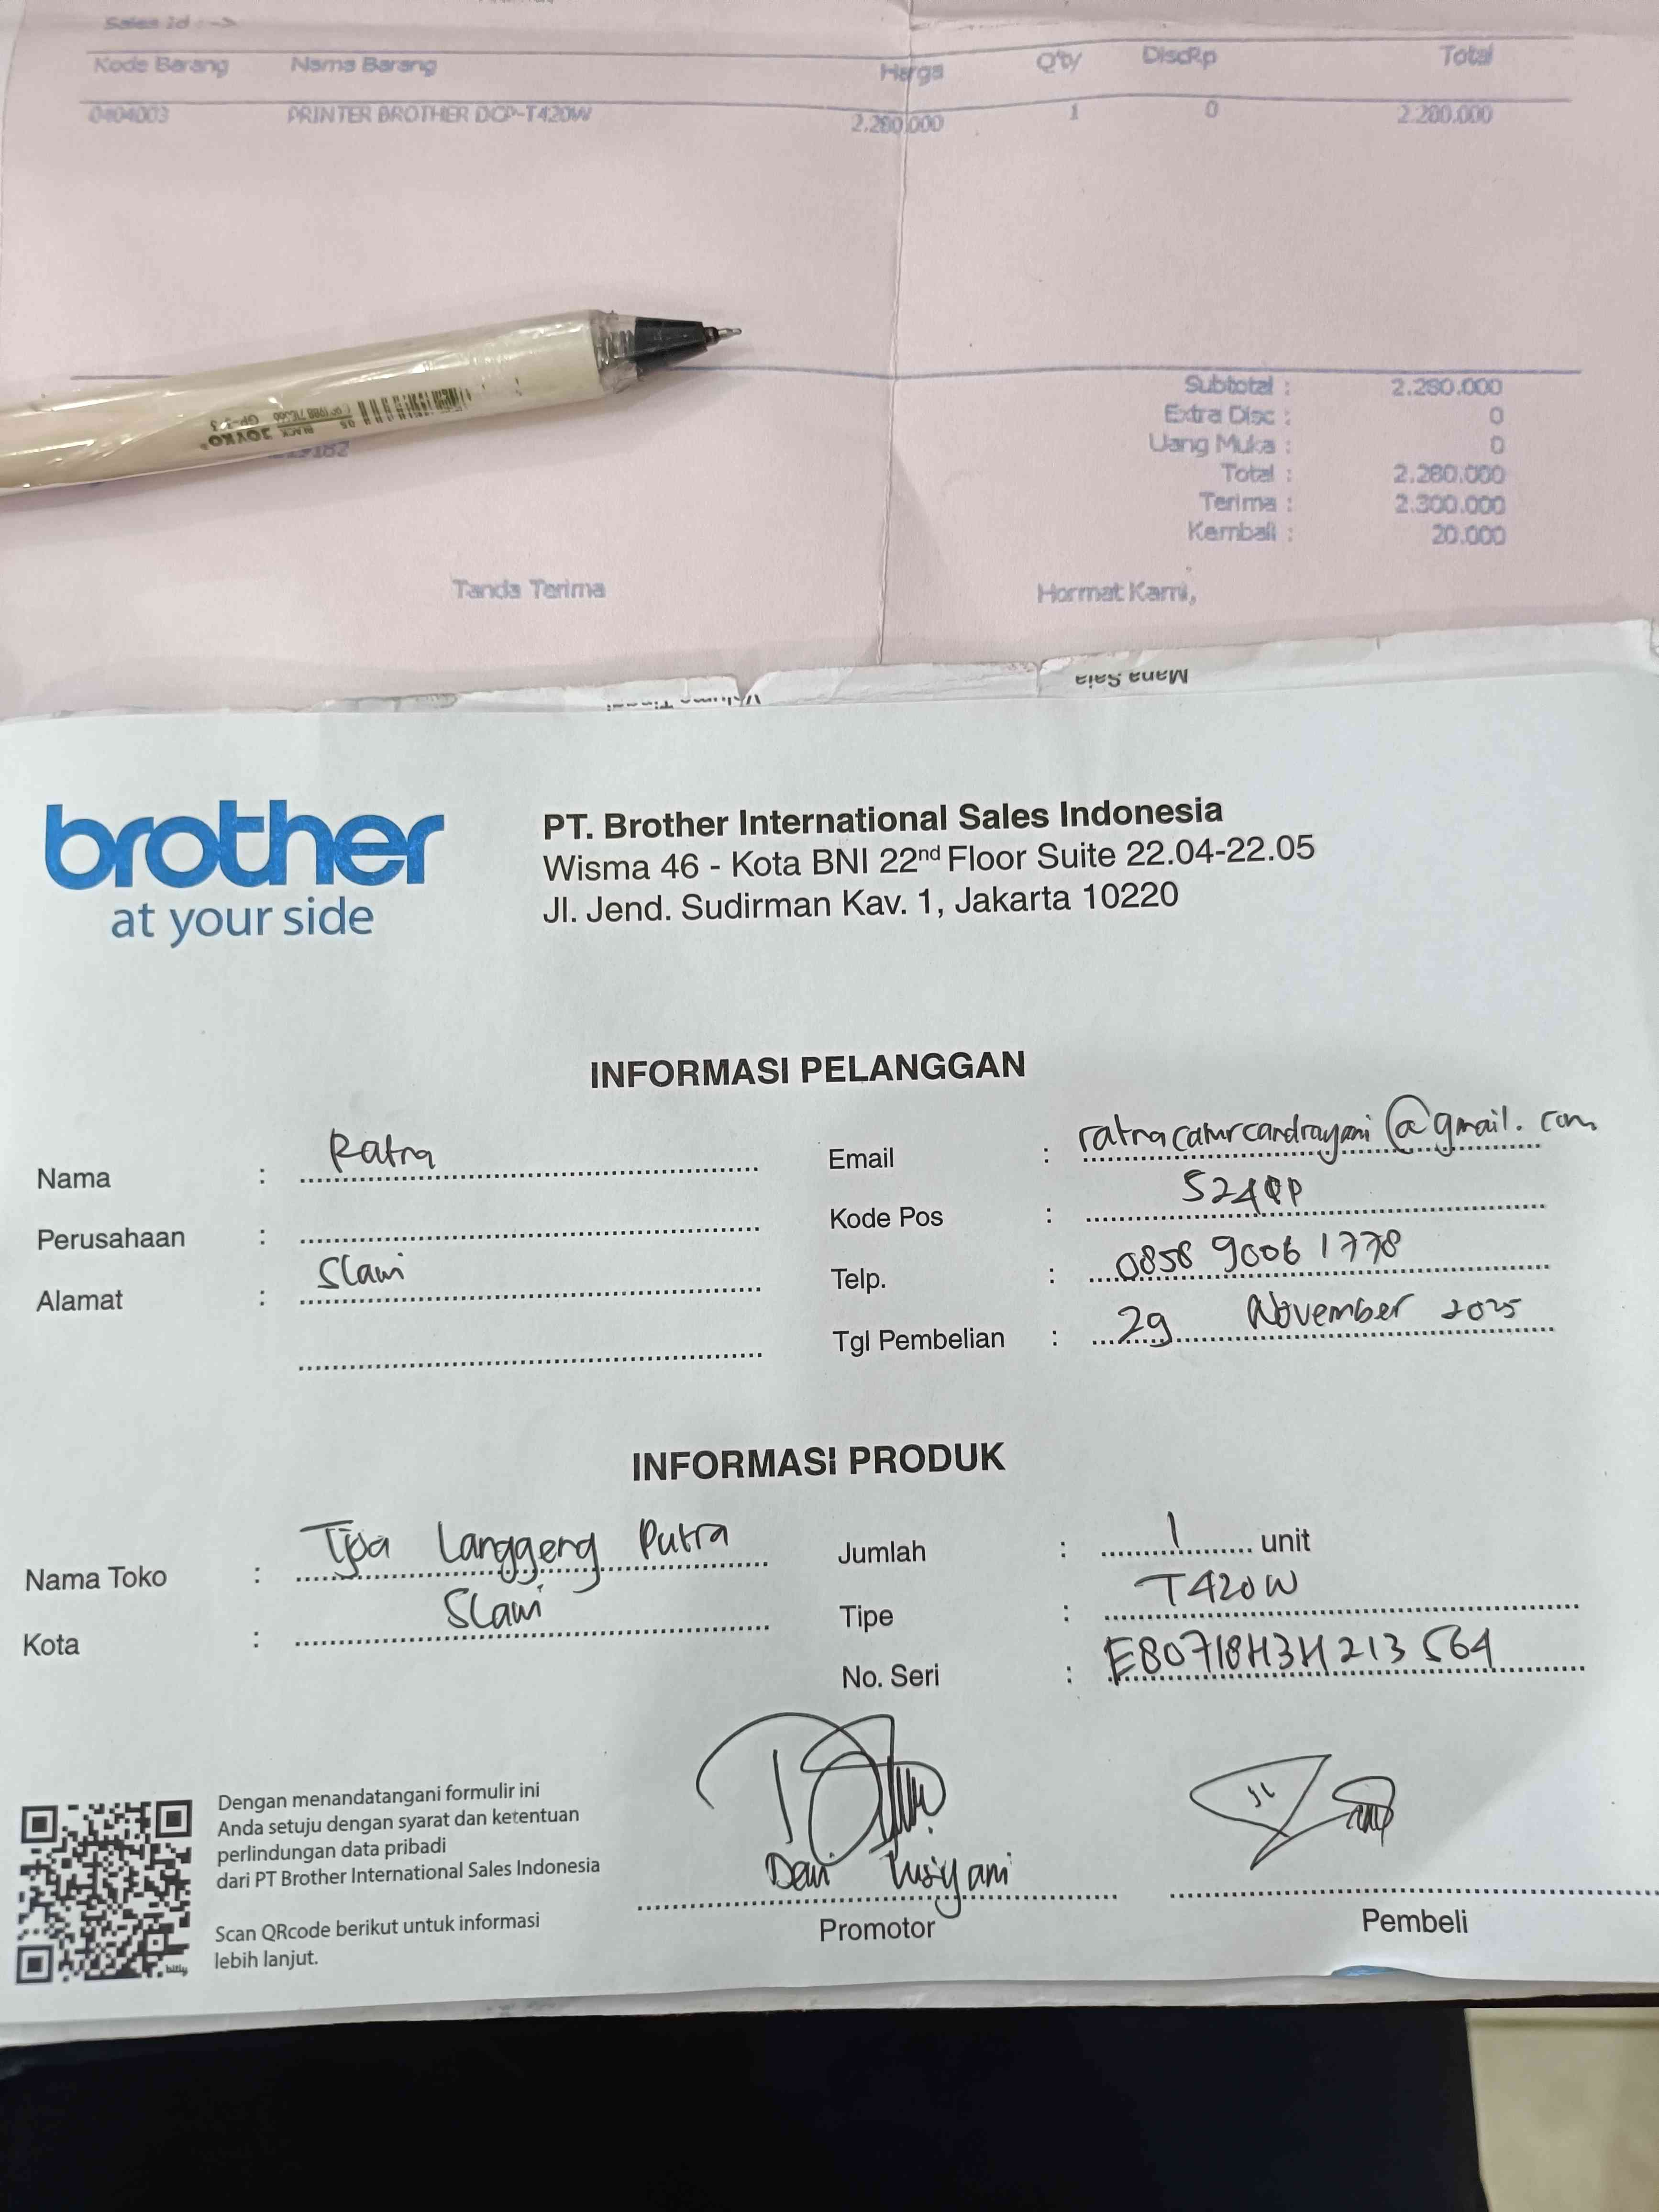 Sales Id : ->
Kode Barang Nama Barang Harga Q'ty DiscRp Total
0404003 PRINTER BROTHER DCP-T420W 2.280.000 1 0 2.280.000
Subtotal : 2.280.000
Extra Disc : 0
Uang Muka : 0
Total : 2.280.000
Terima : 2.300.000
Kembali : 20.000
JOYKO
Tanda Terima Hormat Kami,
Mana Saja
brother
at your side
PT. Brother International Sales Indonesia
Wisma 46 - Kota BNI 22nd Floor Suite 22.04-22.05
Jl. Jend. Sudirman Kav. 1, Jakarta 10220
INFORMASI PELANGGAN
Nama : Ratna
Perusahaan :
Alamat : Slawi
Email : ratnacaturcandrayani@gmail.com
Kode Pos :
Telp. : 0858 9006 1778
Tgl Pembelian : 29 November 2025
INFORMASI PRODUK
Nama Toko : Tjoa Langgeng Putra
Kota : Slawi
Jumlah : 1 unit
Tipe : T420W
No. Seri : E80718H3H213564
Dengan menandatangani formulir ini
Anda setuju dengan syarat dan ketentuan
perlindungan data pribadi
dari PT Brother International Sales Indonesia
Scan QRcode berikut untuk informasi
lebih lanjut.
bitly
Dewi Yusiyani
Promotor
Pembeli